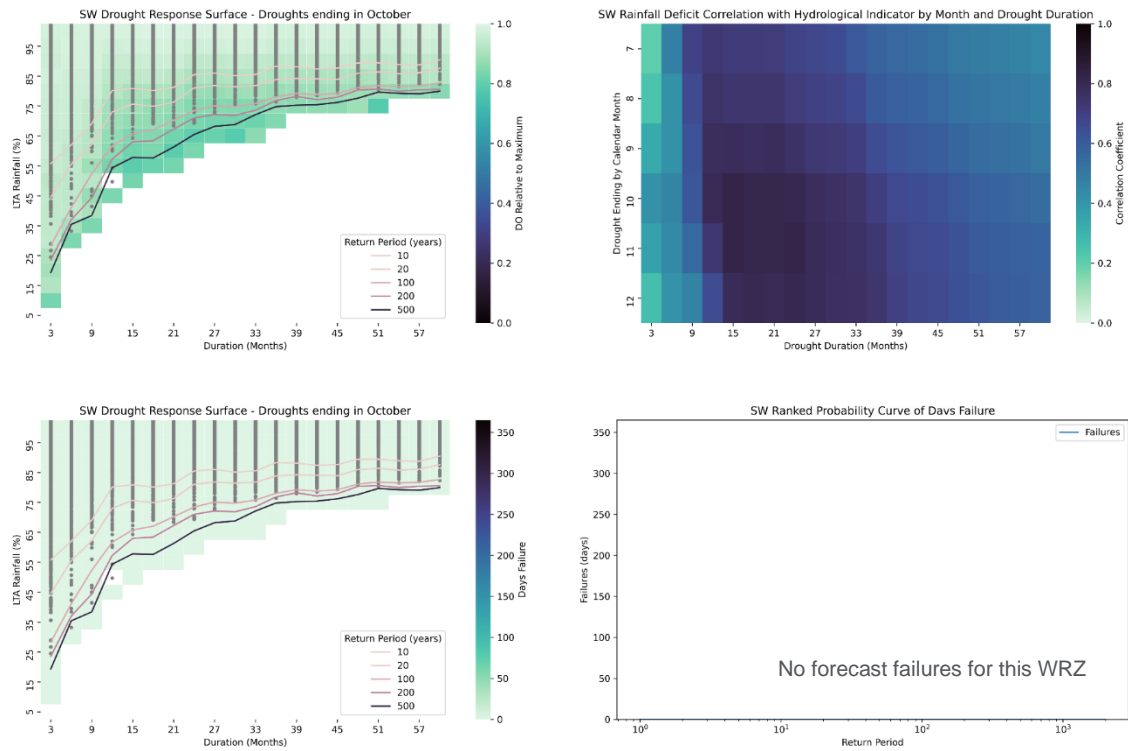 SW Drought Response Surface - Droughts ending in October
95
85
75
65
55
45
35
25
15
5
LTA Rainfall (%)
3 9 15 21 27 33 39 45 51 57
Duration (Months)
Return Period (years)
10
20
100
200
500
1.0
0.8
0.6
0.4
0.2
0.0
DO Relative to Maximum
SW Rainfall Deficit Correlation with Hydrological Indicator by Month and Drought Duration
7
8
9
10
11
12
Drought Ending by Calendar Month
3 9 15 21 27 33 39 45 51 57
Drought Duration (Months)
1.0
0.8
0.6
0.4
0.2
0.0
Correlation Coefficient
SW Drought Response Surface - Droughts ending in October
95
85
75
65
55
45
35
25
15
5
LTA Rainfall (%)
3 9 15 21 27 33 39 45 51 57
Duration (Months)
Return Period (years)
10
20
100
200
500
350
300
250
200
150
100
50
0
Days Failure
SW Ranked Probability Curve of Days Failure
350
300
250
200
150
100
50
0
Failures (days)
Failures
No forecast failures for this WRZ
10⁰ 10¹ 10² 10³
Return Period